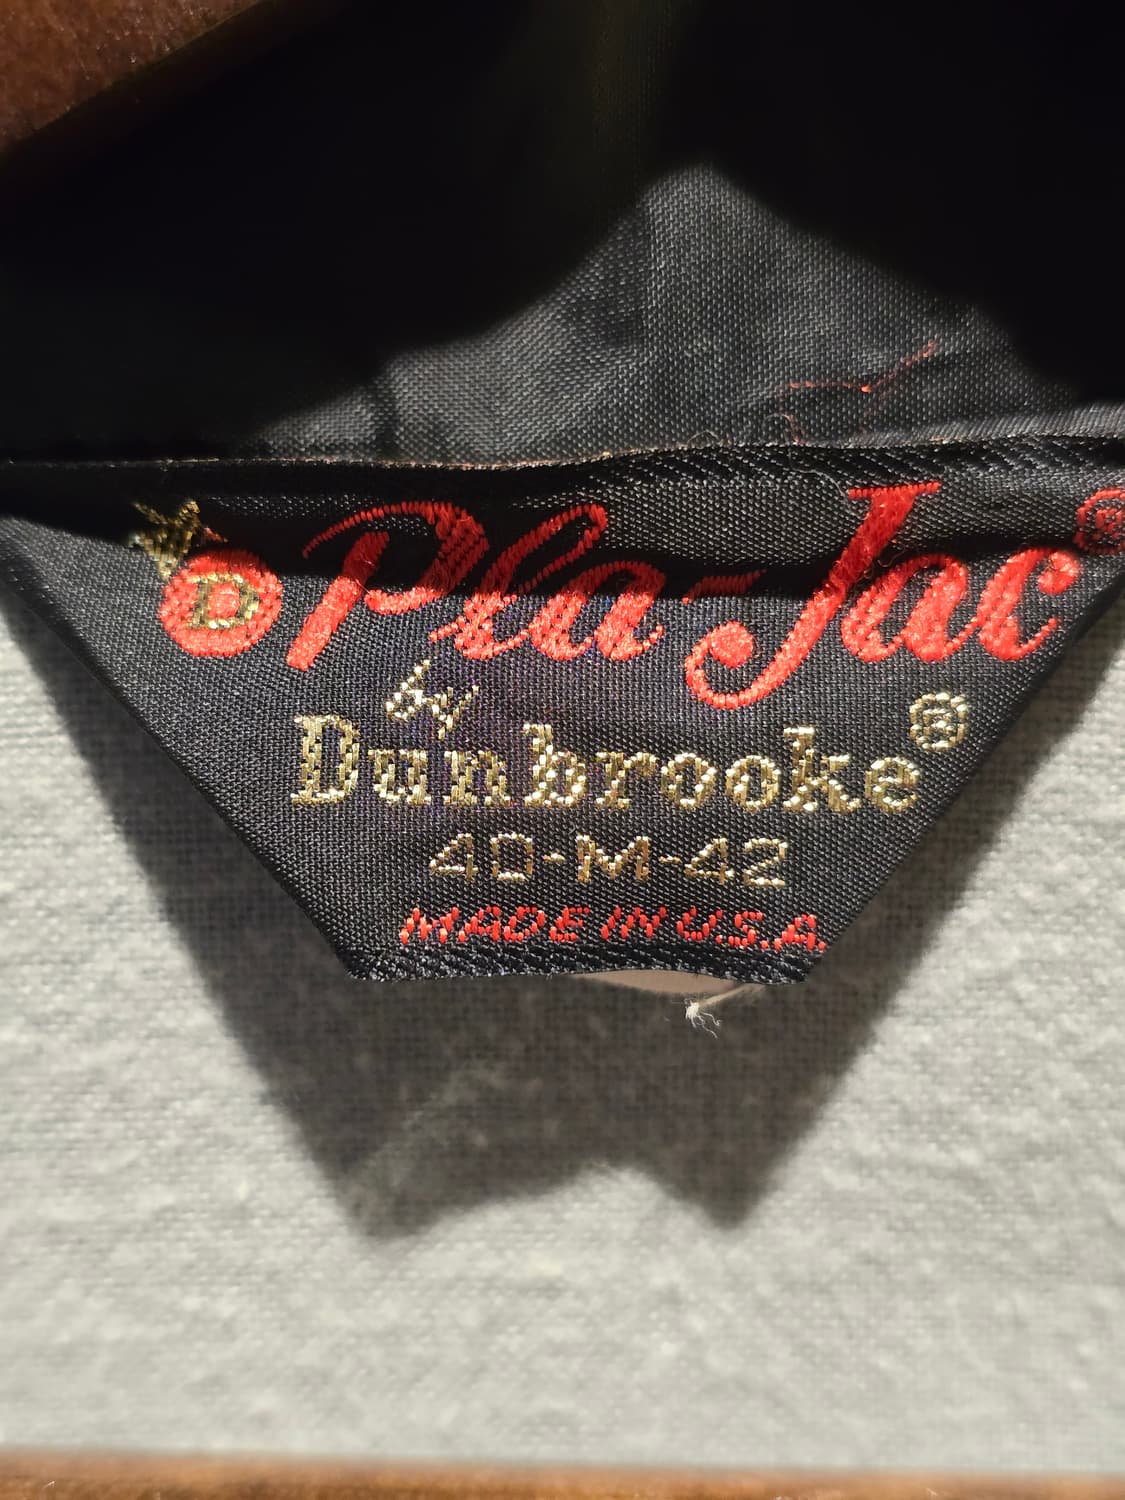 D Pla-Jac®
by
Dunbrooke®
40-M-42
MADE IN U.S.A.